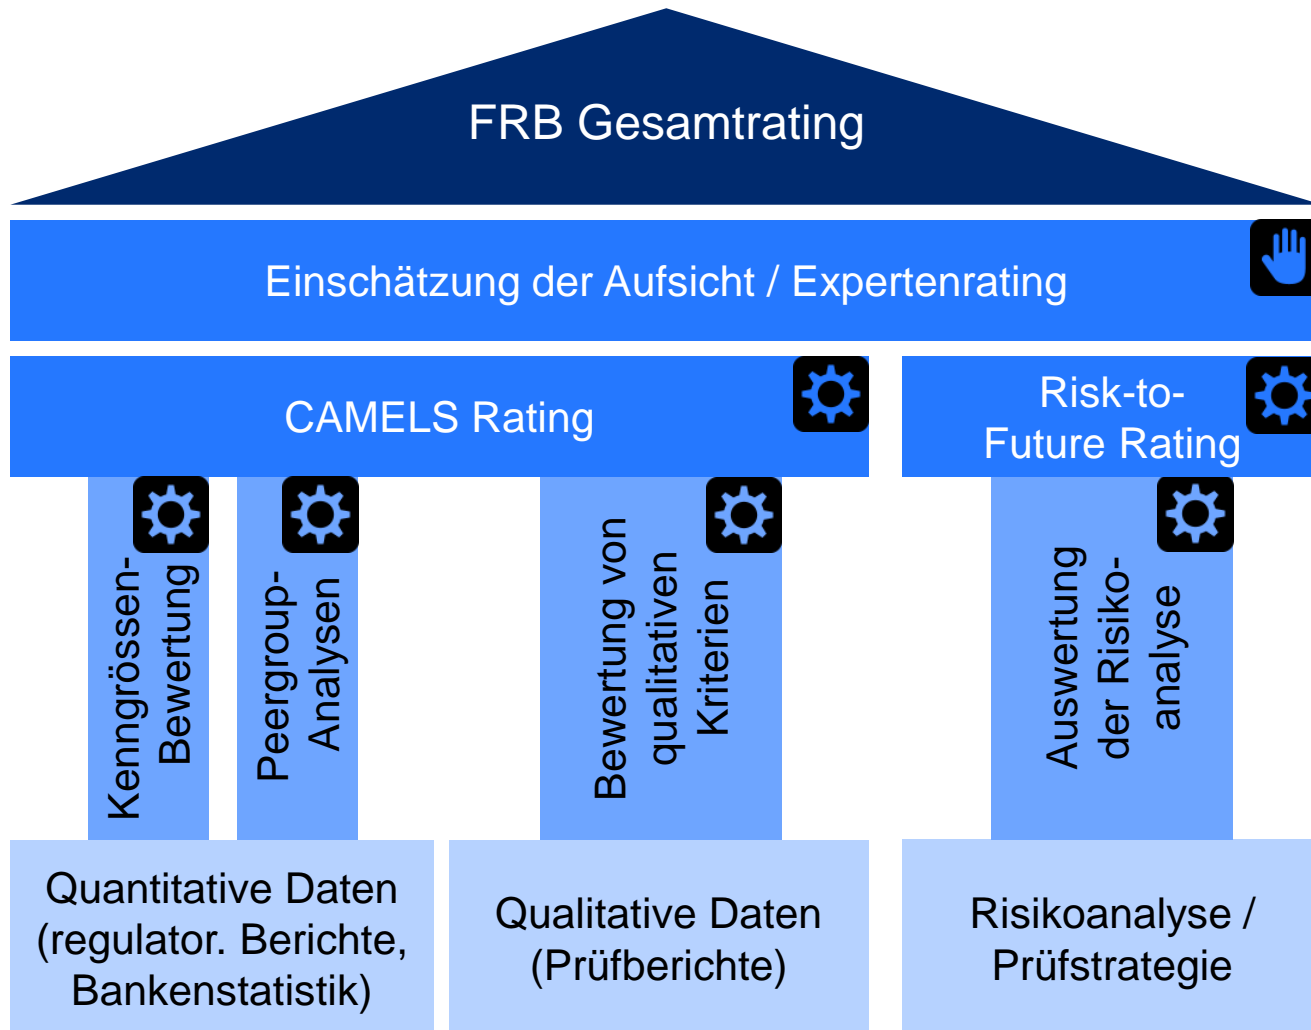 FRB Gesamtrating
Einschätzung der Aufsicht / Expertenrating
CAMELS Rating
Risk-to-
Future Rating
Kenngrössen-
Bewertung
Peergroup-
Analysen
Bewertung von
qualitativen
Kriterien
Auswertung
der Risiko-
analyse
Quantitative Daten
(regulator. Berichte,
Bankenstatistik)
Qualitative Daten
(Prüfberichte)
Risikoanalyse /
Prüfstrategie